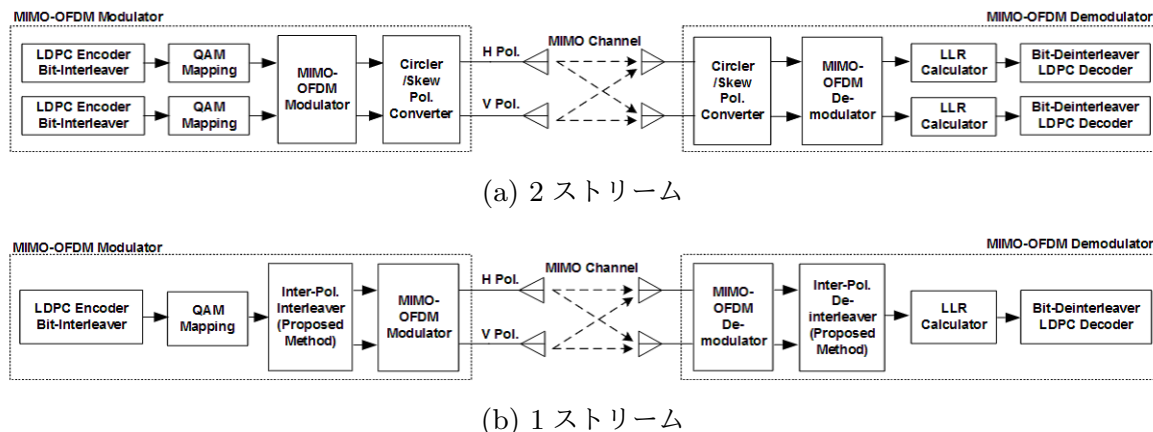 MIMO-OFDM Modulator
MIMO-OFDM Demodulator
LDPC Encoder
Bit-Interleaver
QAM
Mapping
LDPC Encoder
Bit-Interleaver
QAM
Mapping
MIMO-
OFDM
Modulator
Circler
/Skew
Pol.
Converter
H Pol.
V Pol.
MIMO Channel
Circler
/Skew
Pol.
Converter
MIMO-
OFDM
De-
modulator
LLR
Calculator
Bit-Deinterleaver
LDPC Decoder
LLR
Calculator
Bit-Deinterleaver
LDPC Decoder
(a) 2 ストリーム
MIMO-OFDM Modulator
MIMO-OFDM Demodulator
LDPC Encoder
Bit-Interleaver
QAM
Mapping
Inter-Pol.
Interleaver
(Proposed
Method)
MIMO-
OFDM
Modulator
H Pol.
V Pol.
MIMO Channel
MIMO-
OFDM
De-
modulator
Inter-Pol.
De-
interleaver
(Proposed
Method)
LLR
Calculator
Bit-Deinterleaver
LDPC Decoder
(b) 1 ストリーム